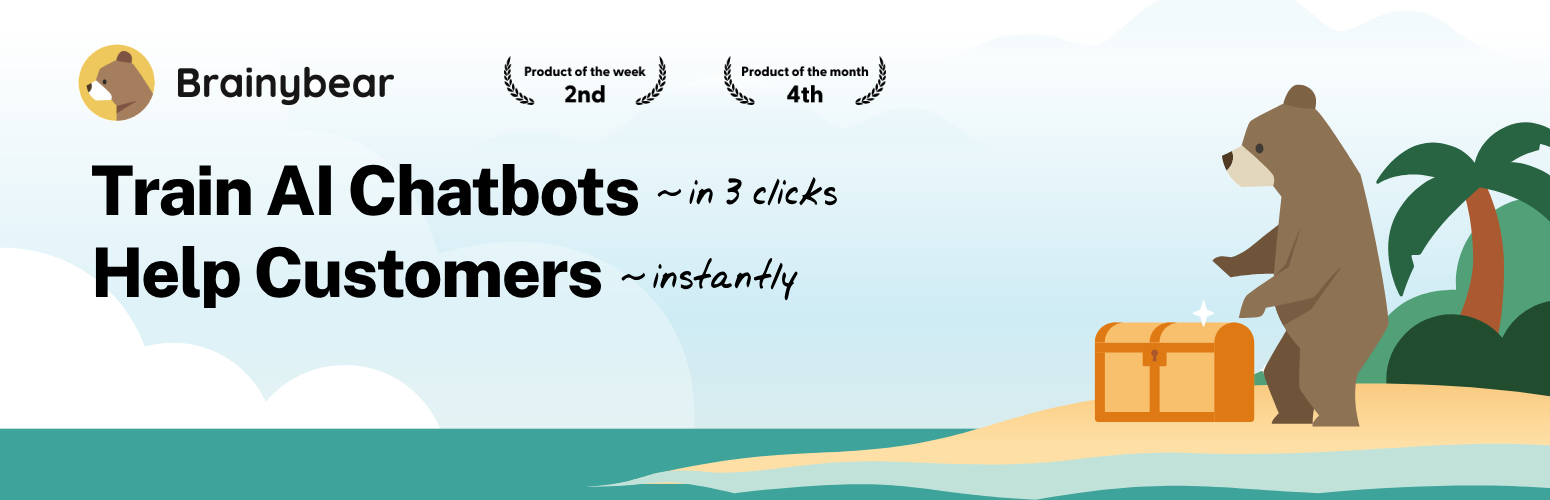 Brainybear
Product of the week
2nd
Product of the month
4th
Train AI Chatbots ~ in 3 clicks
Help Customers ~ instantly